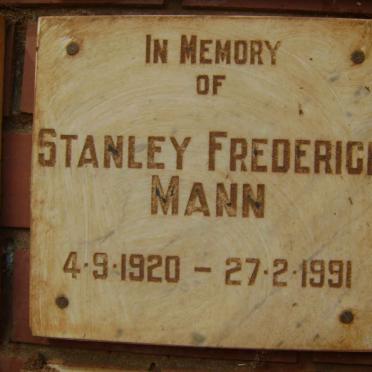 In Memory
of
Stanley Frederick
Mann
4·9·1920 – 27·2·1991